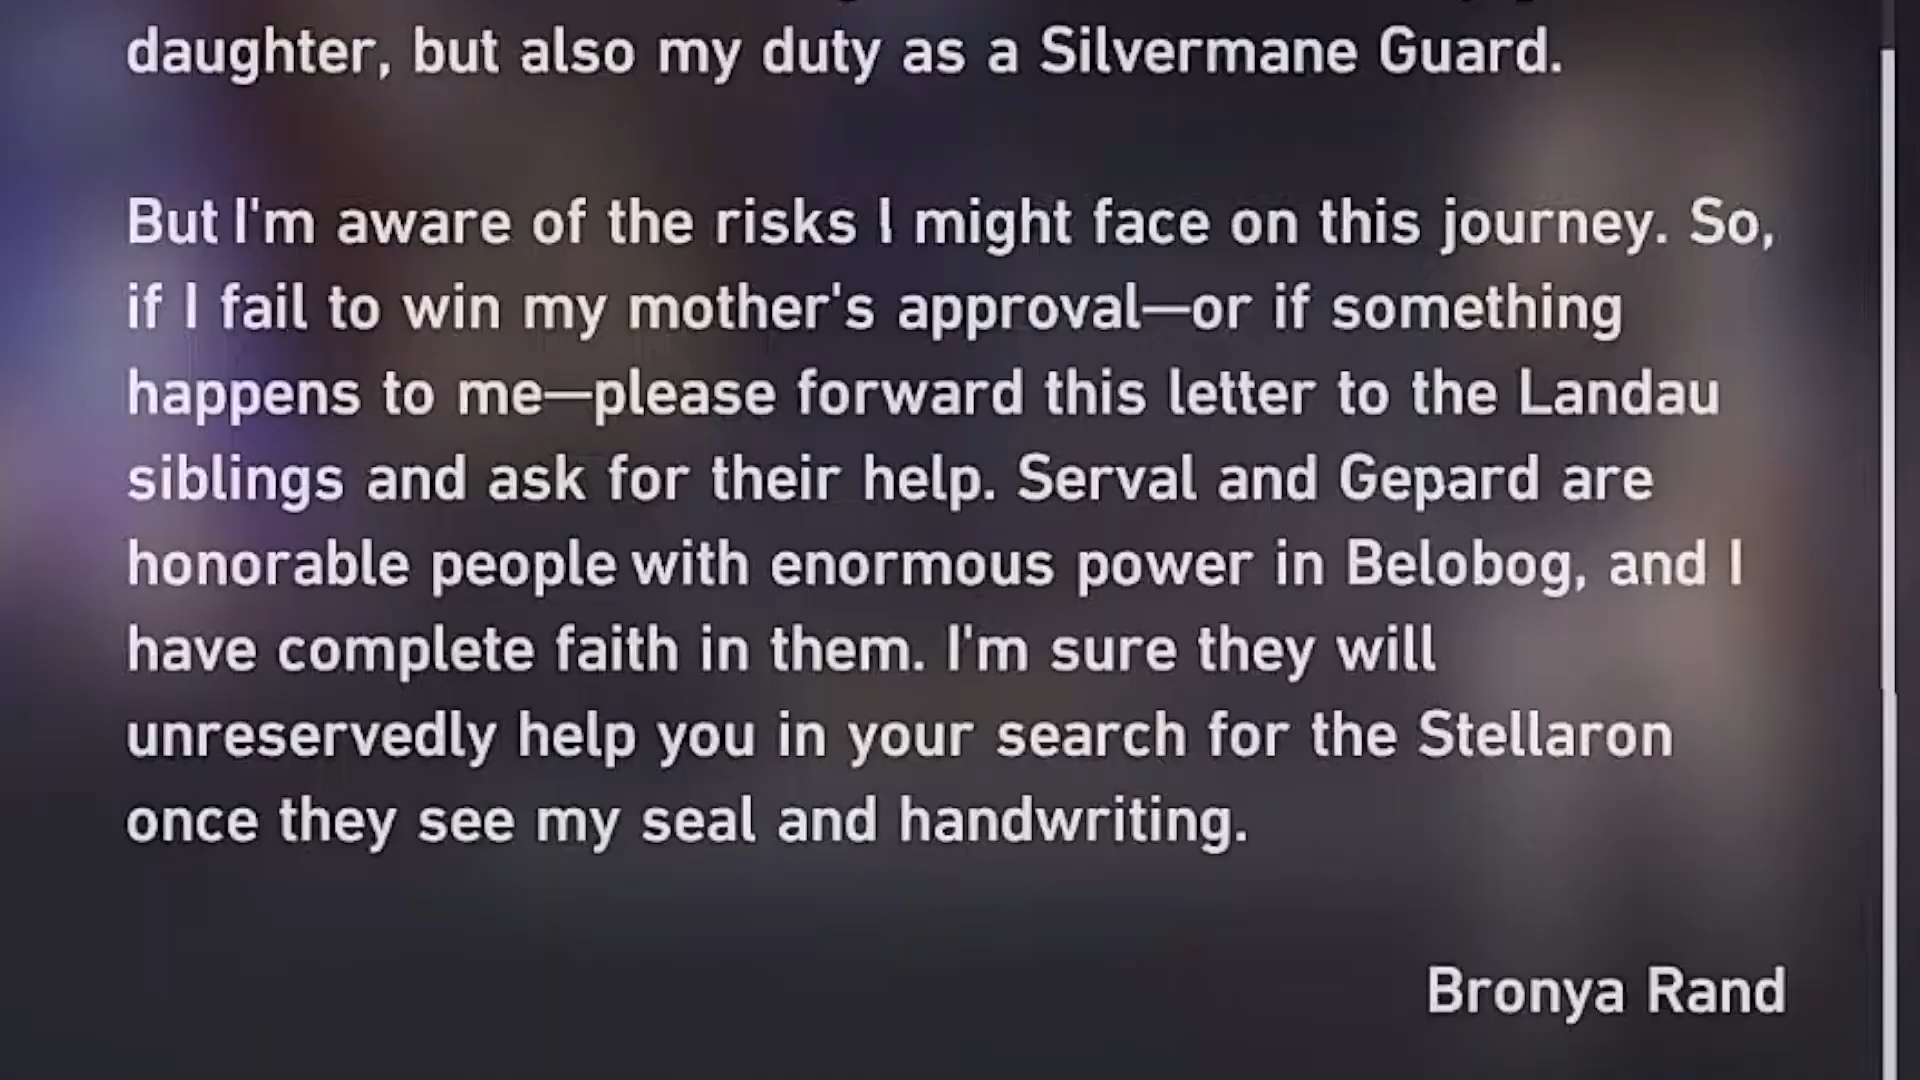 daughter, but also my duty as a Silvermane Guard.
But I'm aware of the risks I might face on this journey. So,
if I fail to win my mother's approval—or if something
happens to me—please forward this letter to the Landau
siblings and ask for their help. Serval and Gepard are
honorable people with enormous power in Belobog, and I
have complete faith in them. I'm sure they will
unreservedly help you in your search for the Stellaron
once they see my seal and handwriting.
Bronya Rand